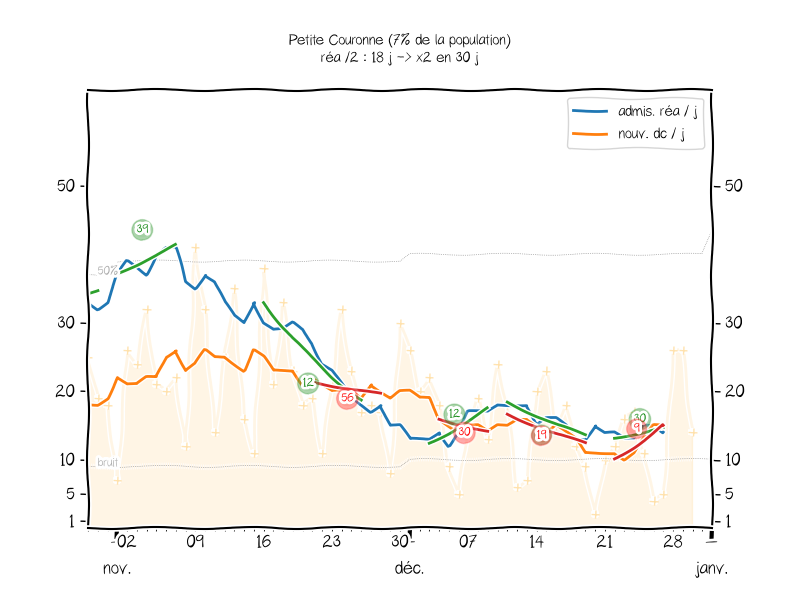 Petite Couronne (7% de la population)
réa /2 : 18 j -> x2 en 30 j
admis. réa / j
nouv. dc / j
50 50
39
50%
30 30
12
56
20 20
12
30
19
30
9
bruit
10 10
5 5
1 1
02 09 16 23 30 07 14 21 28
nov. déc. janv.